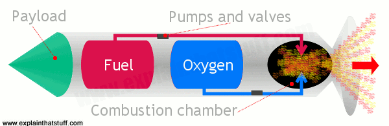 Payload
Pumps and valves
Fuel
Oxygen
Combustion chamber
www.explainthatstuff.com